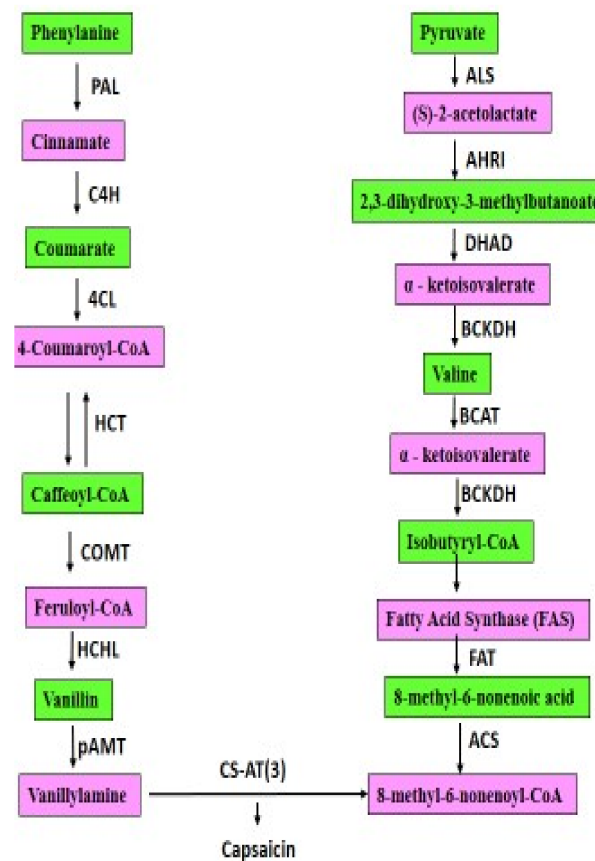 Phenylanine
PAL
Cinnamate
C4H
Coumarate
4CL
4-Coumaroyl-CoA
HCT
Caffeoyl-CoA
COMT
Feruloyl-CoA
HCHL
Vanillin
pAMT
Vanillylamine
CS-AT(3)
Capsaicin
Pyruvate
ALS
(S)-2-acetolactate
AHRI
2,3-dihydroxy-3-methylbutanoate
DHAD
α - ketoisovalerate
BCKDH
Valine
BCAT
α - ketoisovalerate
BCKDH
Isobutyryl-CoA
Fatty Acid Synthase (FAS)
FAT
8-methyl-6-nonenoic acid
ACS
8-methyl-6-nonenoyl-CoA